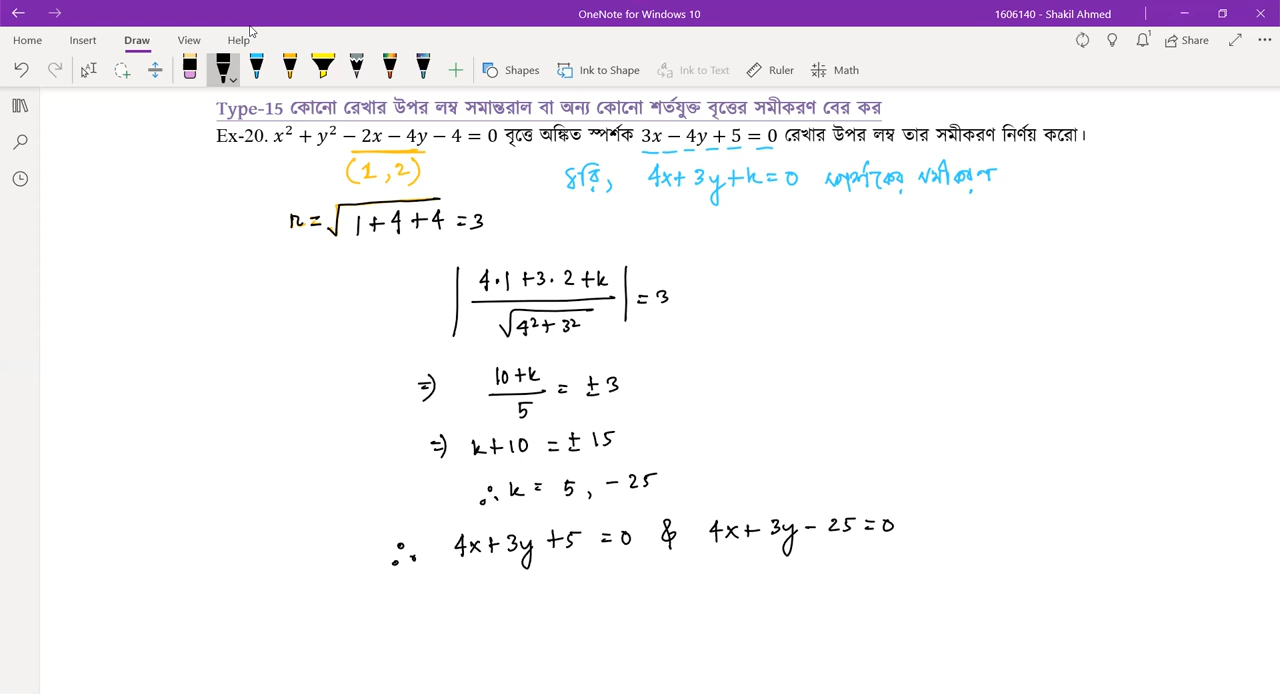 OneNote for Windows 10
1606140 - Shakil Ahmed
Home Insert Draw View Help
Share
Shapes Ink to Shape Ink to Text Ruler Math
Type-15 কোনো রেখার উপর লম্ব সমান্তরাল বা অন্য কোনো শর্তযুক্ত বৃত্তের সমীকরণ বের কর
Ex-20. x² + y² − 2x − 4y − 4 = 0 বৃত্তে অঙ্কিত স্পর্শক 3x − 4y + 5 = 0 রেখার উপর লম্ব তার সমীকরণ নির্ণয় করো।
(1, 2)
ধরি, 4x + 3y + k = 0 স্পর্শকের সমীকরণ
r = √(1 + 4 + 4) = 3
|(4·1 + 3·2 + k)/√(4² + 3²)| = 3
⇒ (10 + k)/5 = ± 3
⇒ k + 10 = ± 15
∴ k = 5, − 25
∴ 4x + 3y + 5 = 0 & 4x + 3y − 25 = 0